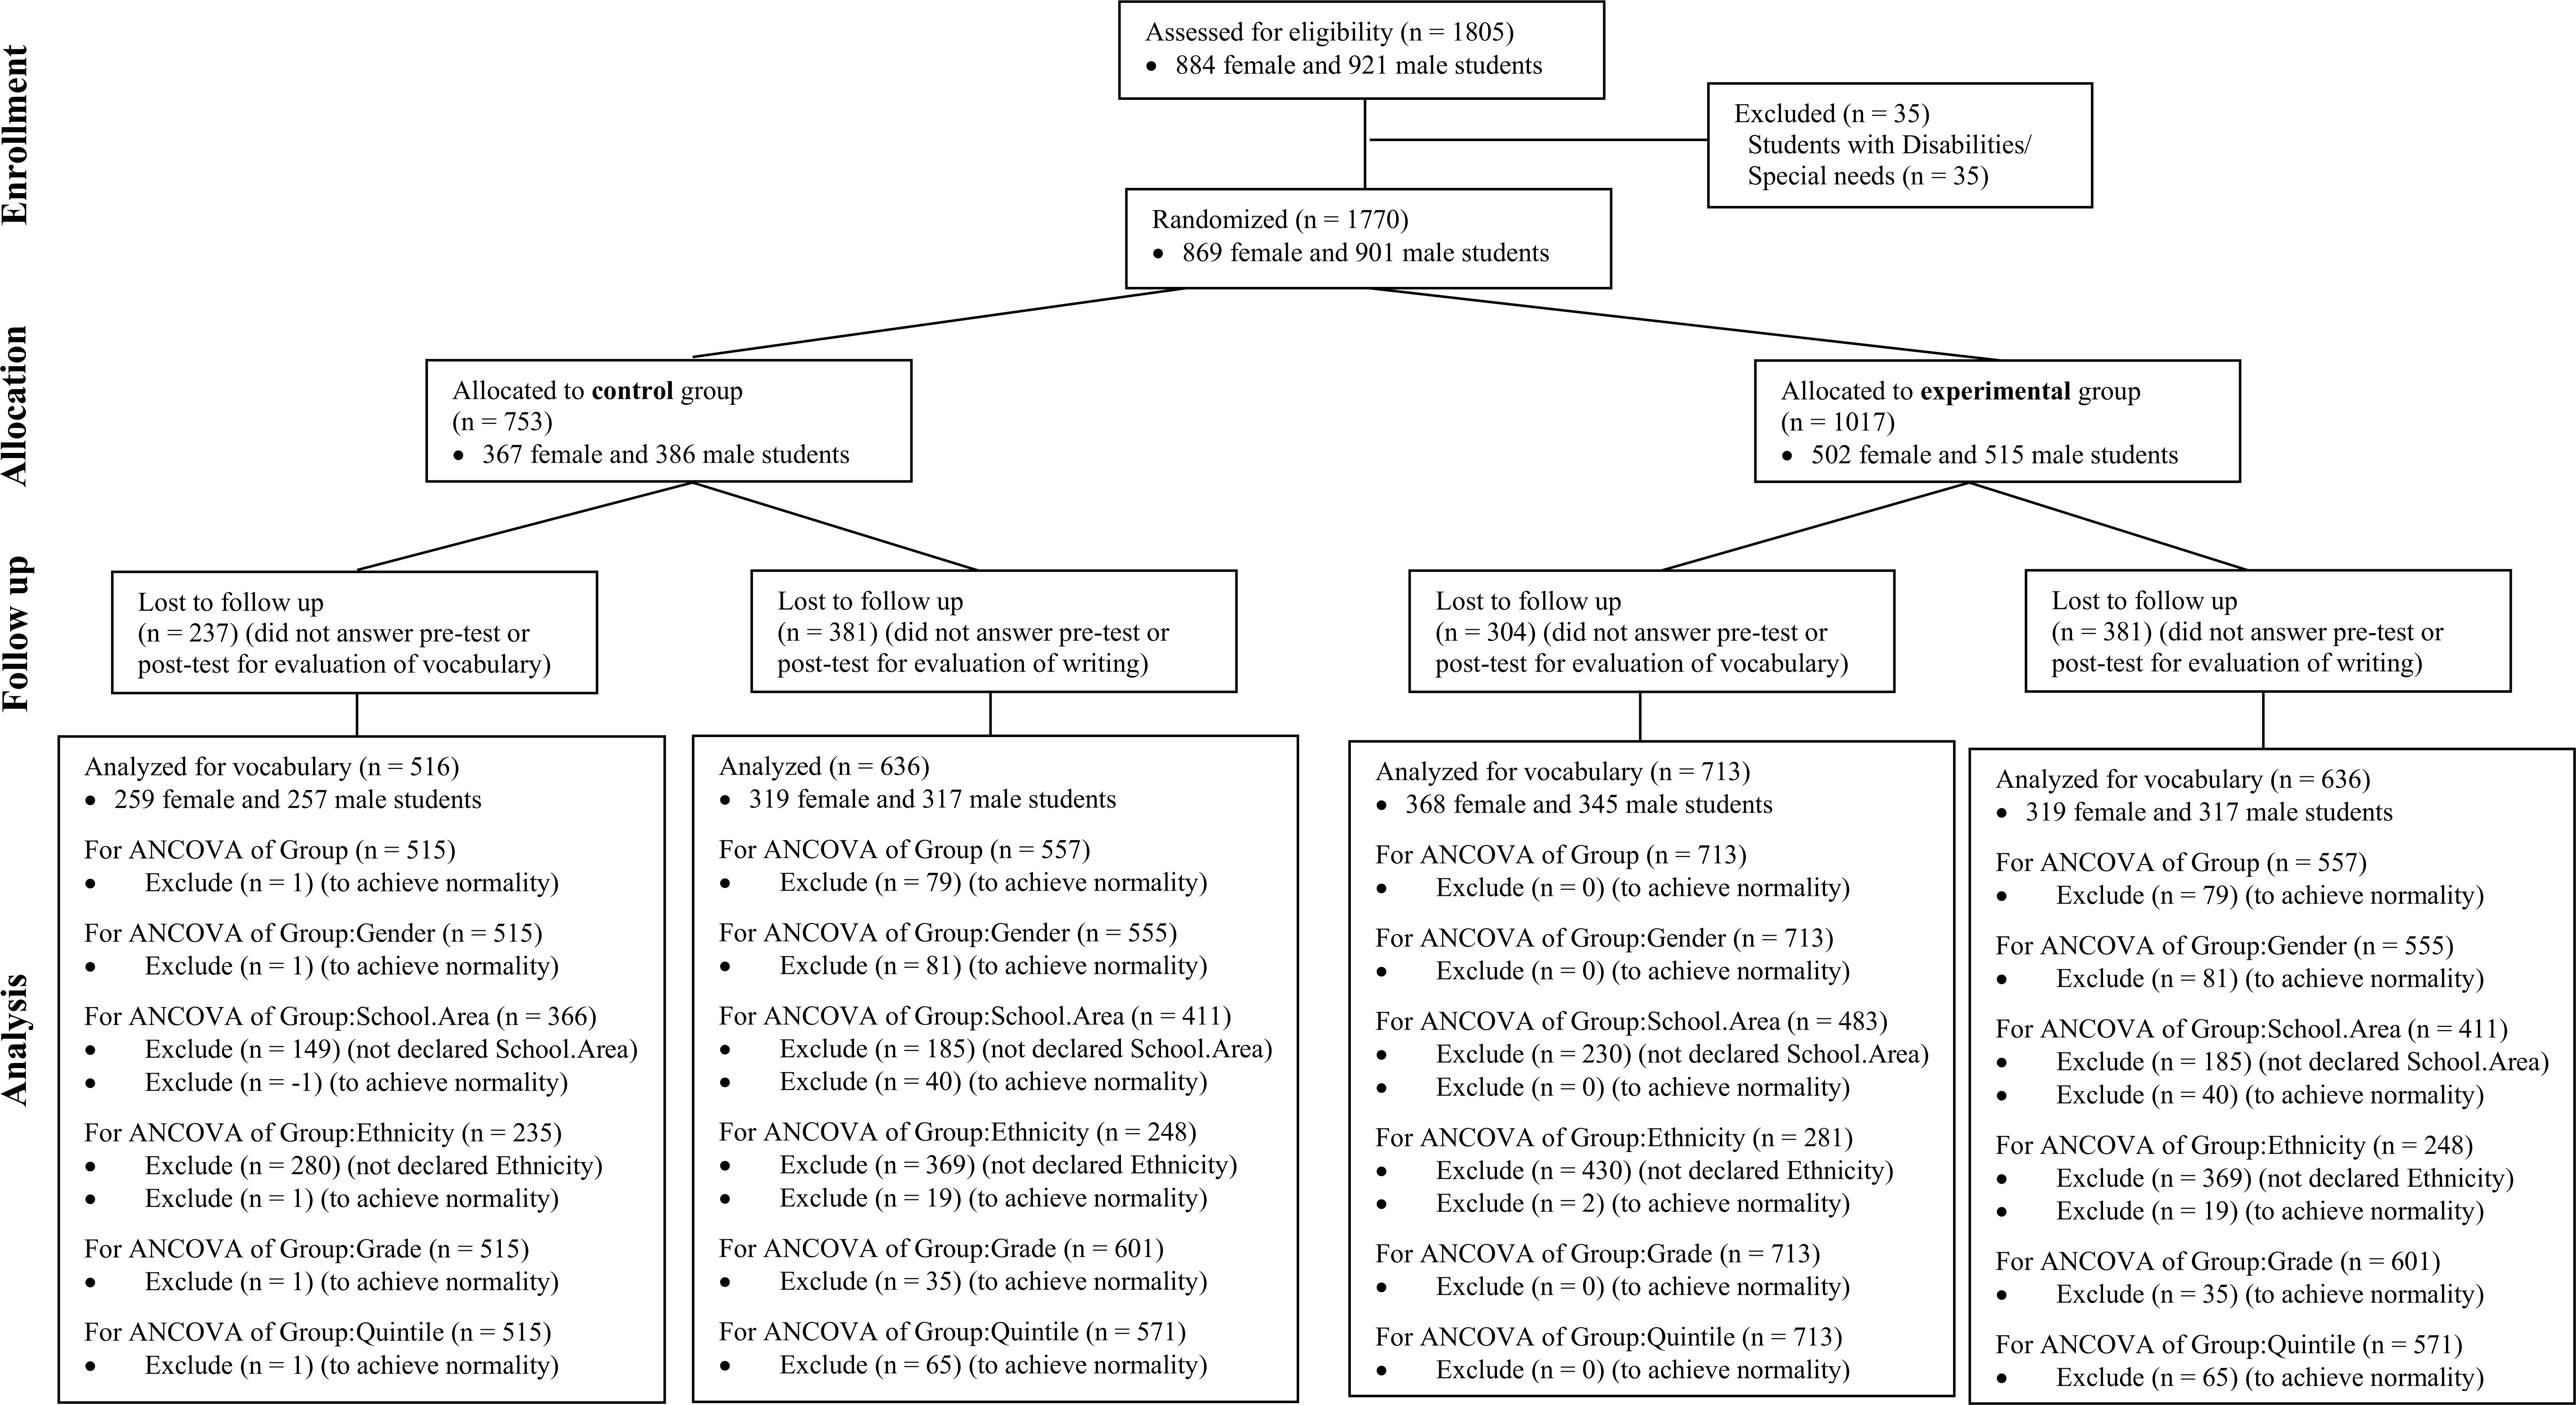 Enrollment
Assessed for eligibility (n = 1805)
• 884 female and 921 male students
Excluded (n = 35)
Students with Disabilities/
Special needs (n = 35)
Randomized (n = 1770)
• 869 female and 901 male students
Allocation
Allocated to control group
(n = 753)
• 367 female and 386 male students
Allocated to experimental group
(n = 1017)
• 502 female and 515 male students
Follow up
Lost to follow up
(n = 237) (did not answer pre-test or
post-test for evaluation of vocabulary)
Lost to follow up
(n = 381) (did not answer pre-test or
post-test for evaluation of writing)
Lost to follow up
(n = 304) (did not answer pre-test or
post-test for evaluation of vocabulary)
Lost to follow up
(n = 381) (did not answer pre-test or
post-test for evaluation of writing)
Analysis
Analyzed for vocabulary (n = 516)
• 259 female and 257 male students
For ANCOVA of Group (n = 515)
• Exclude (n = 1) (to achieve normality)
For ANCOVA of Group:Gender (n = 515)
• Exclude (n = 1) (to achieve normality)
For ANCOVA of Group:School.Area (n = 366)
• Exclude (n = 149) (not declared School.Area)
• Exclude (n = -1) (to achieve normality)
For ANCOVA of Group:Ethnicity (n = 235)
• Exclude (n = 280) (not declared Ethnicity)
• Exclude (n = 1) (to achieve normality)
For ANCOVA of Group:Grade (n = 515)
• Exclude (n = 1) (to achieve normality)
For ANCOVA of Group:Quintile (n = 515)
• Exclude (n = 1) (to achieve normality)
Analyzed (n = 636)
• 319 female and 317 male students
For ANCOVA of Group (n = 557)
• Exclude (n = 79) (to achieve normality)
For ANCOVA of Group:Gender (n = 555)
• Exclude (n = 81) (to achieve normality)
For ANCOVA of Group:School.Area (n = 411)
• Exclude (n = 185) (not declared School.Area)
• Exclude (n = 40) (to achieve normality)
For ANCOVA of Group:Ethnicity (n = 248)
• Exclude (n = 369) (not declared Ethnicity)
• Exclude (n = 19) (to achieve normality)
For ANCOVA of Group:Grade (n = 601)
• Exclude (n = 35) (to achieve normality)
For ANCOVA of Group:Quintile (n = 571)
• Exclude (n = 65) (to achieve normality)
Analyzed for vocabulary (n = 713)
• 368 female and 345 male students
For ANCOVA of Group (n = 713)
• Exclude (n = 0) (to achieve normality)
For ANCOVA of Group:Gender (n = 713)
• Exclude (n = 0) (to achieve normality)
For ANCOVA of Group:School.Area (n = 483)
• Exclude (n = 230) (not declared School.Area)
• Exclude (n = 0) (to achieve normality)
For ANCOVA of Group:Ethnicity (n = 281)
• Exclude (n = 430) (not declared Ethnicity)
• Exclude (n = 2) (to achieve normality)
For ANCOVA of Group:Grade (n = 713)
• Exclude (n = 0) (to achieve normality)
For ANCOVA of Group:Quintile (n = 713)
• Exclude (n = 0) (to achieve normality)
Analyzed for vocabulary (n = 636)
• 319 female and 317 male students
For ANCOVA of Group (n = 557)
• Exclude (n = 79) (to achieve normality)
For ANCOVA of Group:Gender (n = 555)
• Exclude (n = 81) (to achieve normality)
For ANCOVA of Group:School.Area (n = 411)
• Exclude (n = 185) (not declared School.Area)
• Exclude (n = 40) (to achieve normality)
For ANCOVA of Group:Ethnicity (n = 248)
• Exclude (n = 369) (not declared Ethnicity)
• Exclude (n = 19) (to achieve normality)
For ANCOVA of Group:Grade (n = 601)
• Exclude (n = 35) (to achieve normality)
For ANCOVA of Group:Quintile (n = 571)
• Exclude (n = 65) (to achieve normality)